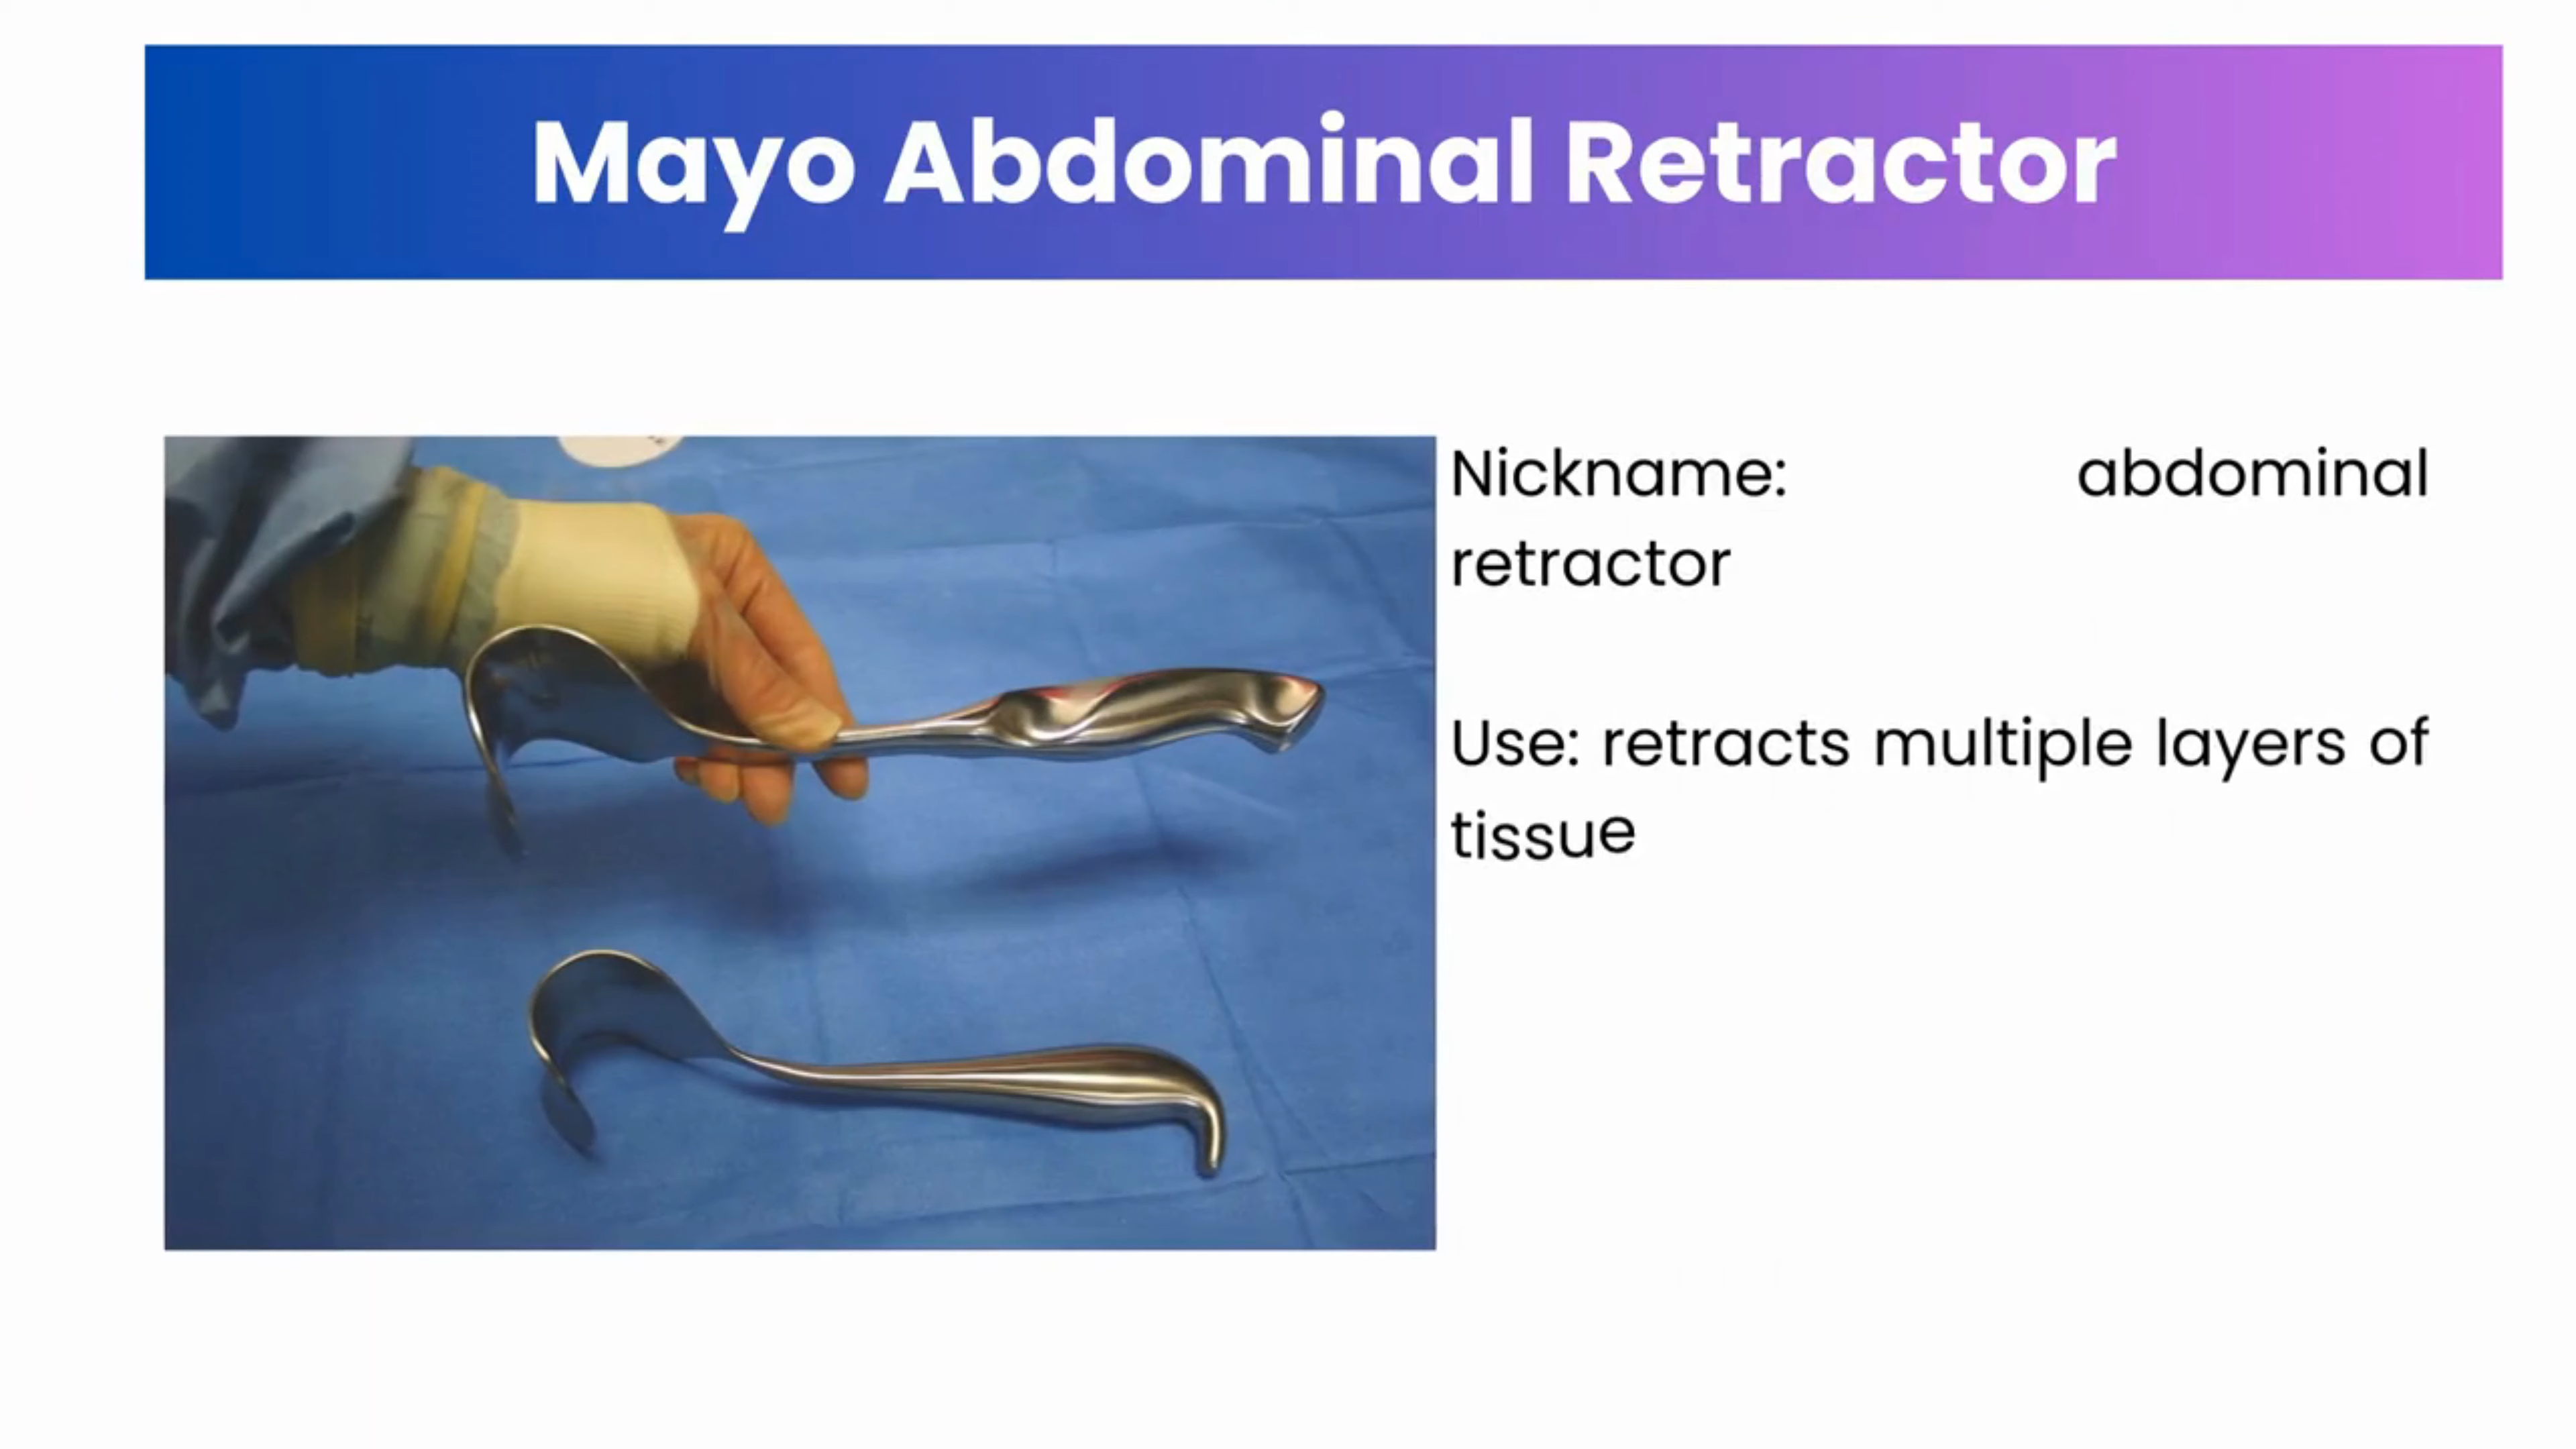 Mayo Abdominal Retractor
Nickname: abdominal
retractor
Use: retracts multiple layers of
tissue